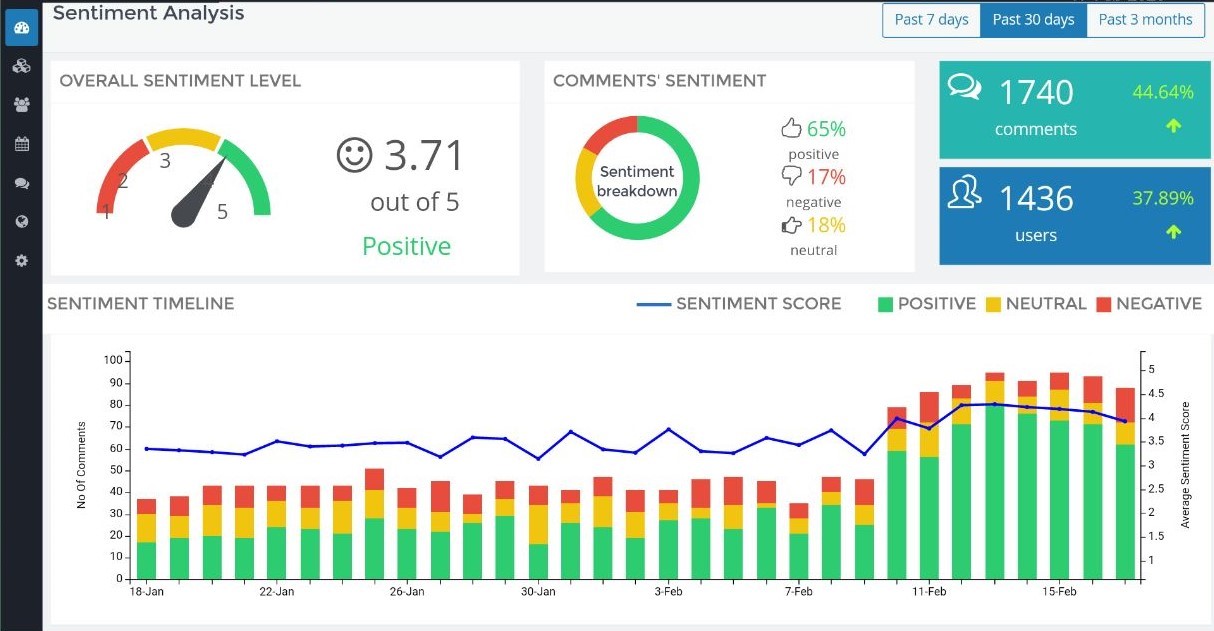 Sentiment Analysis
Past 7 days
Past 30 days
Past 3 months
OVERALL SENTIMENT LEVEL
1
2
3
5
3.71
out of 5
Positive
COMMENTS' SENTIMENT
Sentiment
breakdown
65%
positive
17%
negative
18%
neutral
1740
comments
44.64%
1436
users
37.89%
SENTIMENT TIMELINE
SENTIMENT SCORE
POSITIVE
NEUTRAL
NEGATIVE
No Of Comments
100
90
80
70
60
50
40
30
20
10
0
5
4.5
4
3.5
3
2.5
2
1.5
1
Average Sentiment Score
18-Jan
22-Jan
26-Jan
30-Jan
3-Feb
7-Feb
11-Feb
15-Feb